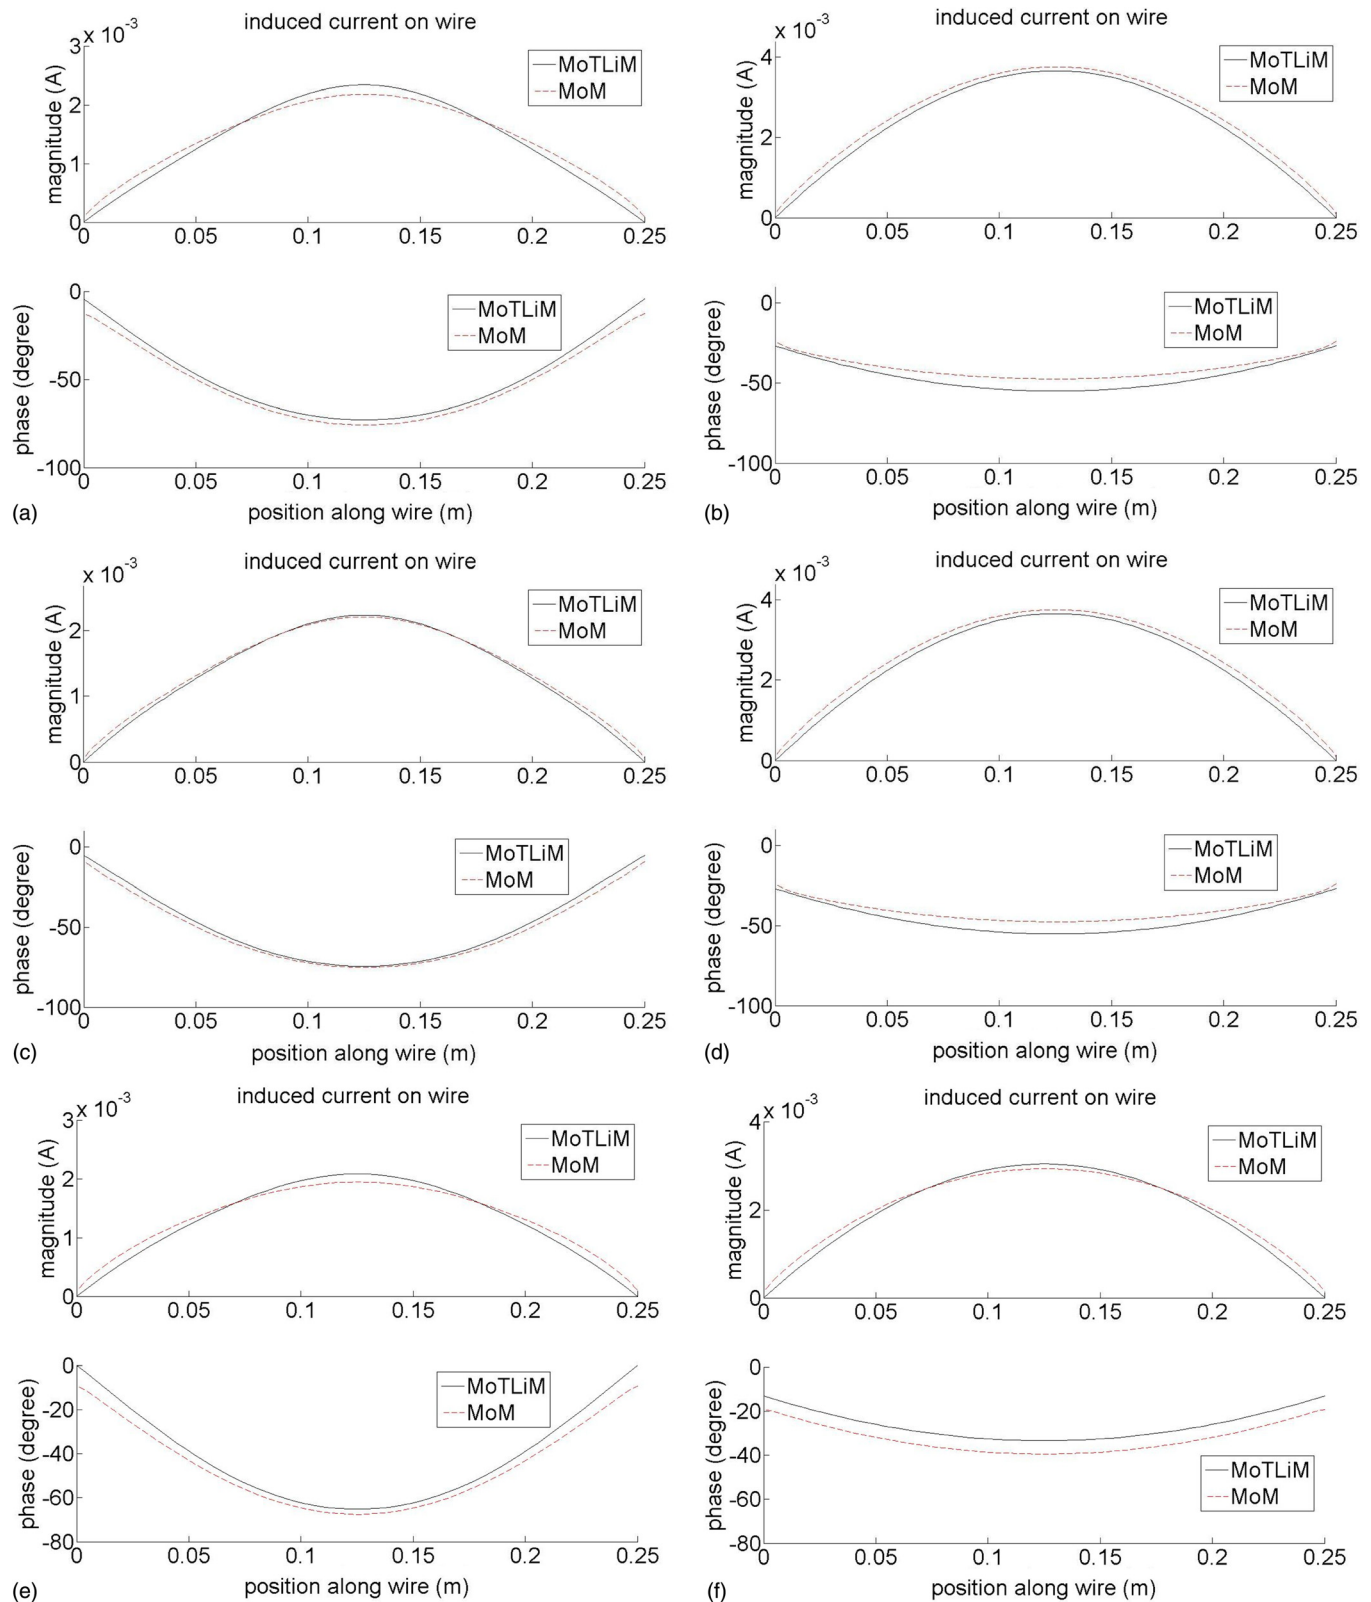 induced current on wire
x 10⁻³
3
2
1
0
magnitude (A)
MoTLiM
MoM
0 0.05 0.1 0.15 0.2 0.25
0
-50
-100
phase (degree)
MoTLiM
MoM
0 0.05 0.1 0.15 0.2 0.25
(a) position along wire (m)
induced current on wire
x 10⁻³
4
2
0
magnitude (A)
MoTLiM
MoM
0 0.05 0.1 0.15 0.2 0.25
0
-50
-100
phase (degree)
MoTLiM
MoM
0 0.05 0.1 0.15 0.2 0.25
(b) position along wire (m)
induced current on wire
x 10⁻³
2
1
0
magnitude (A)
MoTLiM
MoM
0 0.05 0.1 0.15 0.2 0.25
0
-50
-100
phase (degree)
MoTLiM
MoM
0 0.05 0.1 0.15 0.2 0.25
(c) position along wire (m)
induced current on wire
x 10⁻³
4
2
0
magnitude (A)
MoTLiM
MoM
0 0.05 0.1 0.15 0.2 0.25
0
-50
-100
phase (degree)
MoTLiM
MoM
0 0.05 0.1 0.15 0.2 0.25
(d) position along wire (m)
induced current on wire
x 10⁻³
3
2
1
0
magnitude (A)
MoTLiM
MoM
0 0.05 0.1 0.15 0.2 0.25
0
-20
-40
-60
-80
phase (degree)
MoTLiM
MoM
0 0.05 0.1 0.15 0.2 0.25
(e) position along wire (m)
induced current on wire
x 10⁻³
4
2
0
magnitude (A)
MoTLiM
MoM
0 0.05 0.1 0.15 0.2 0.25
0
-20
-40
-60
-80
phase (degree)
MoTLiM
MoM
0 0.05 0.1 0.15 0.2 0.25
(f) position along wire (m)